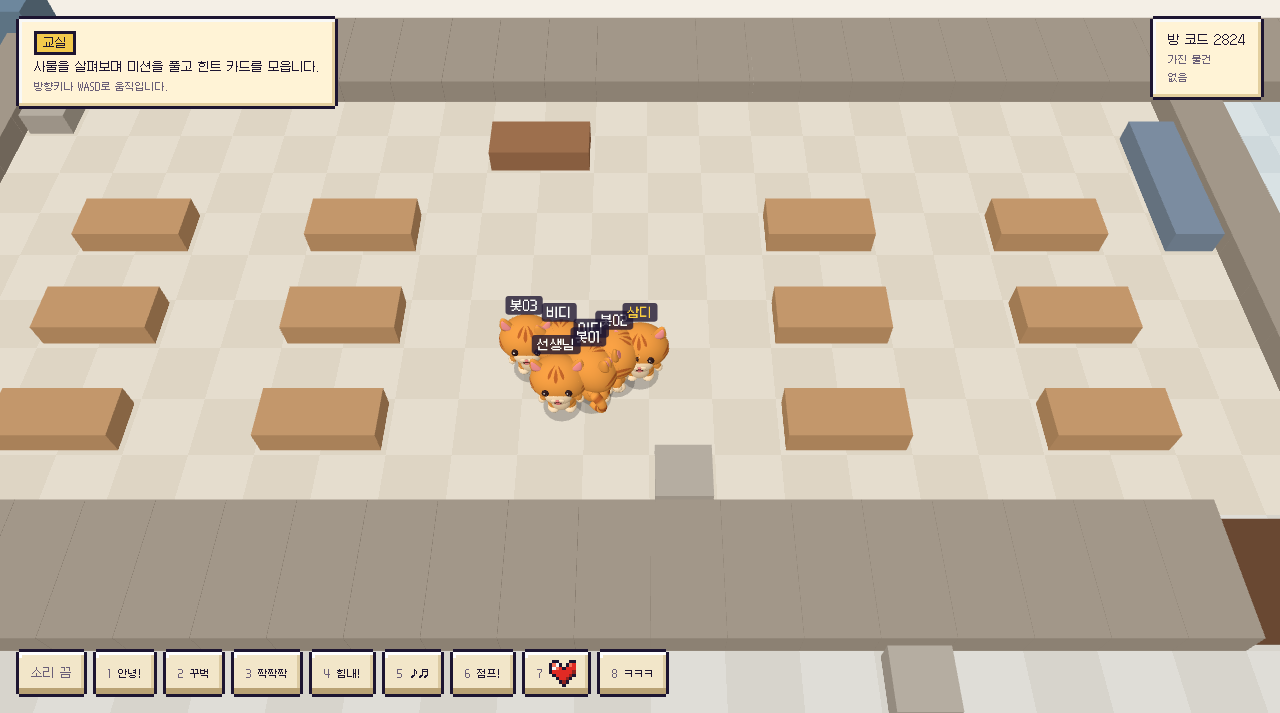 교실
사물을 살펴보며 미션을 풀고 힌트 카드를 모읍니다.
방향키나 WASD로 움직입니다.
방 코드 2824
가진 물건
없음
봇03
비디
봇02
삼디
선생님
봇01
소리 끔
1 안녕!
2 꾸벅
3 짝짝짝
4 힘내!
5 ♪♬
6 점프!
7
8 ㅋㅋㅋ